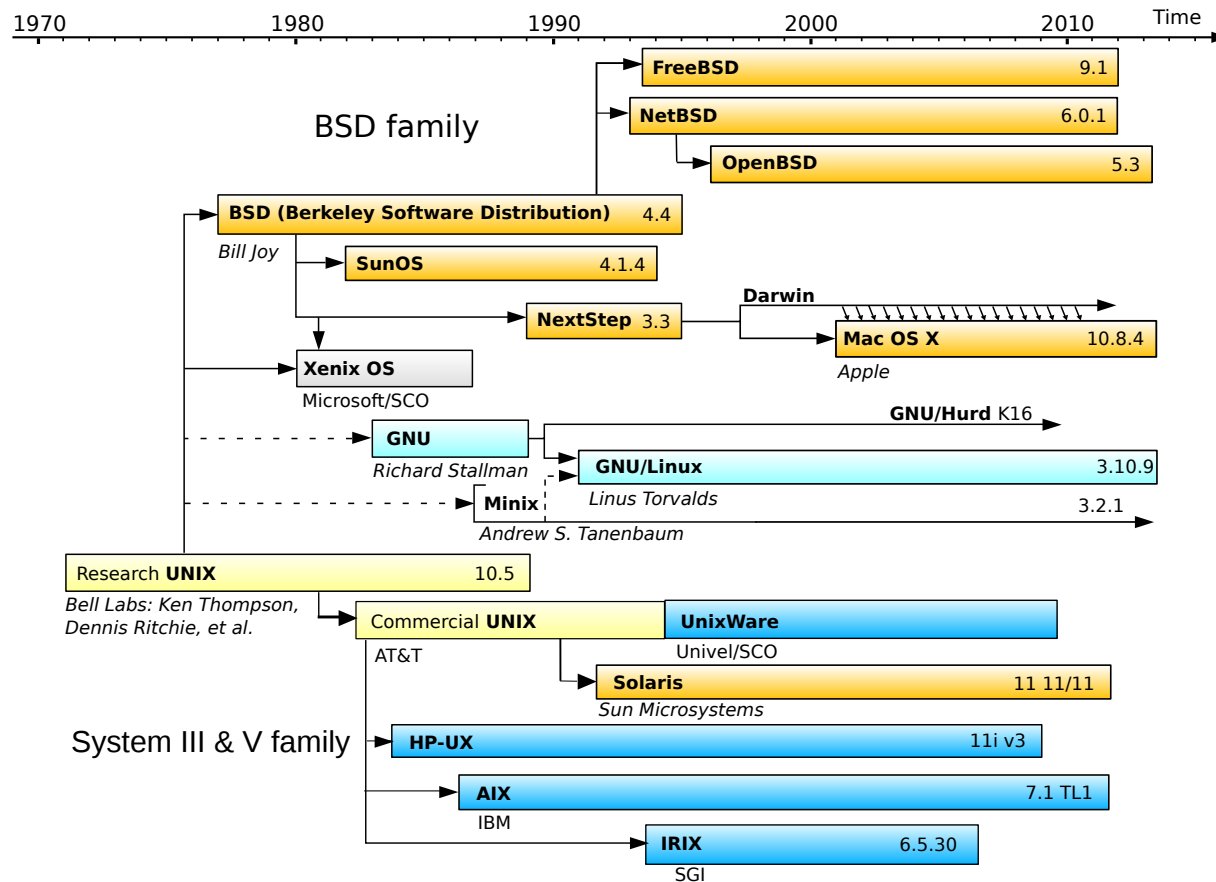 1970 1980 1990 2000 2010 Time
FreeBSD 9.1
BSD family
NetBSD 6.0.1
OpenBSD 5.3
BSD (Berkeley Software Distribution) 4.4
Bill Joy
SunOS 4.1.4
Darwin
NextStep 3.3
Mac OS X 10.8.4
Apple
Xenix OS
Microsoft/SCO
GNU/Hurd K16
GNU
Richard Stallman
GNU/Linux 3.10.9
Linus Torvalds
Minix 3.2.1
Andrew S. Tanenbaum
Research UNIX 10.5
Bell Labs: Ken Thompson,
Dennis Ritchie, et al.
Commercial UNIX
AT&T
UnixWare
Univel/SCO
Solaris 11 11/11
Sun Microsystems
System III & V family
HP-UX 11i v3
AIX 7.1 TL1
IBM
IRIX 6.5.30
SGI